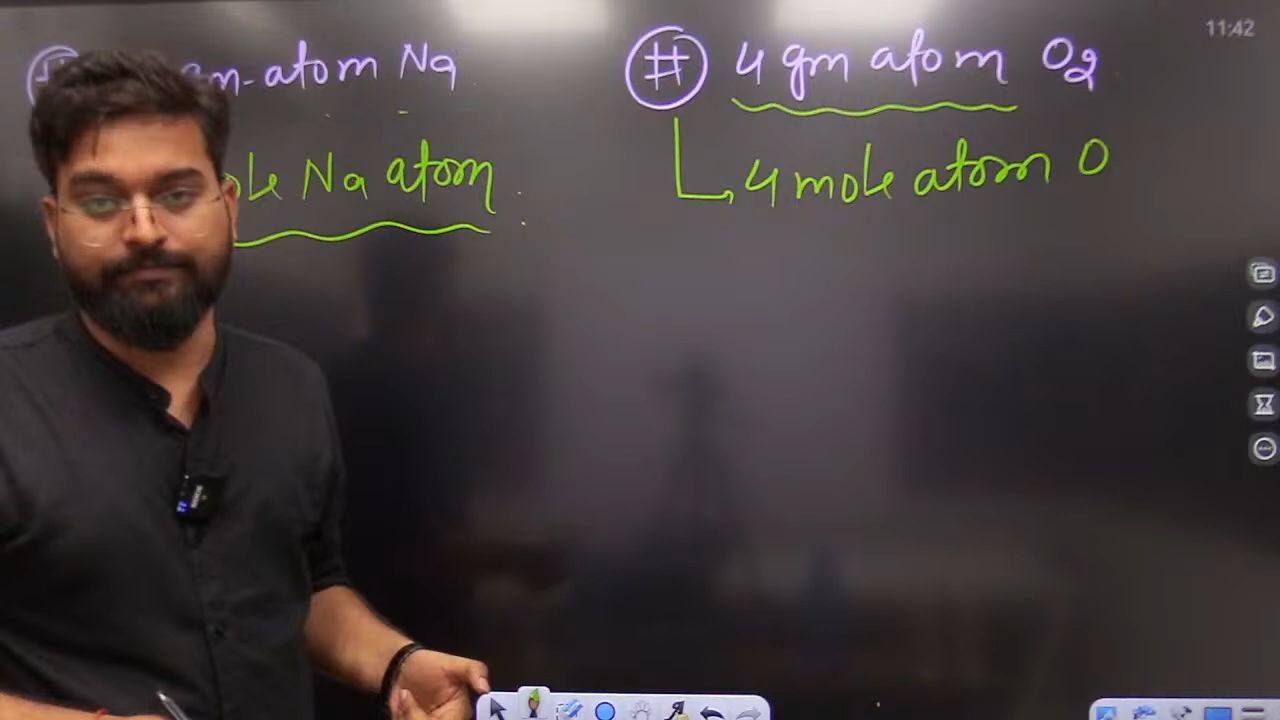 -atom Na
Na atom
# 4 gm atom O2
4 mole atom O
11:42